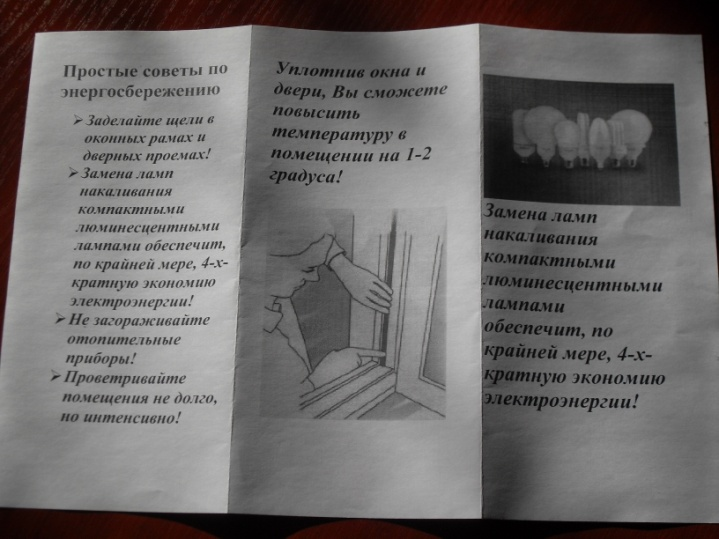 Простые советы по
энергосбережению
➢ Заделайте щели в
оконных рамах и
дверных проемах!
➢ Замена ламп
накаливания
компактными
люминесцентными
лампами обеспечит,
по крайней мере, 4-х-
кратную экономию
электроэнергии!
➢ Не загораживайте
отопительные
приборы!
➢ Проветривайте
помещения не долго,
но интенсивно!
Уплотнив окна и
двери, Вы сможете
повысить
температуру в
помещении на 1-2
градуса!
Замена ламп
накаливания
компактными
люминесцентными
лампами
обеспечит, по
крайней мере, 4-х-
кратную экономию
электроэнергии!